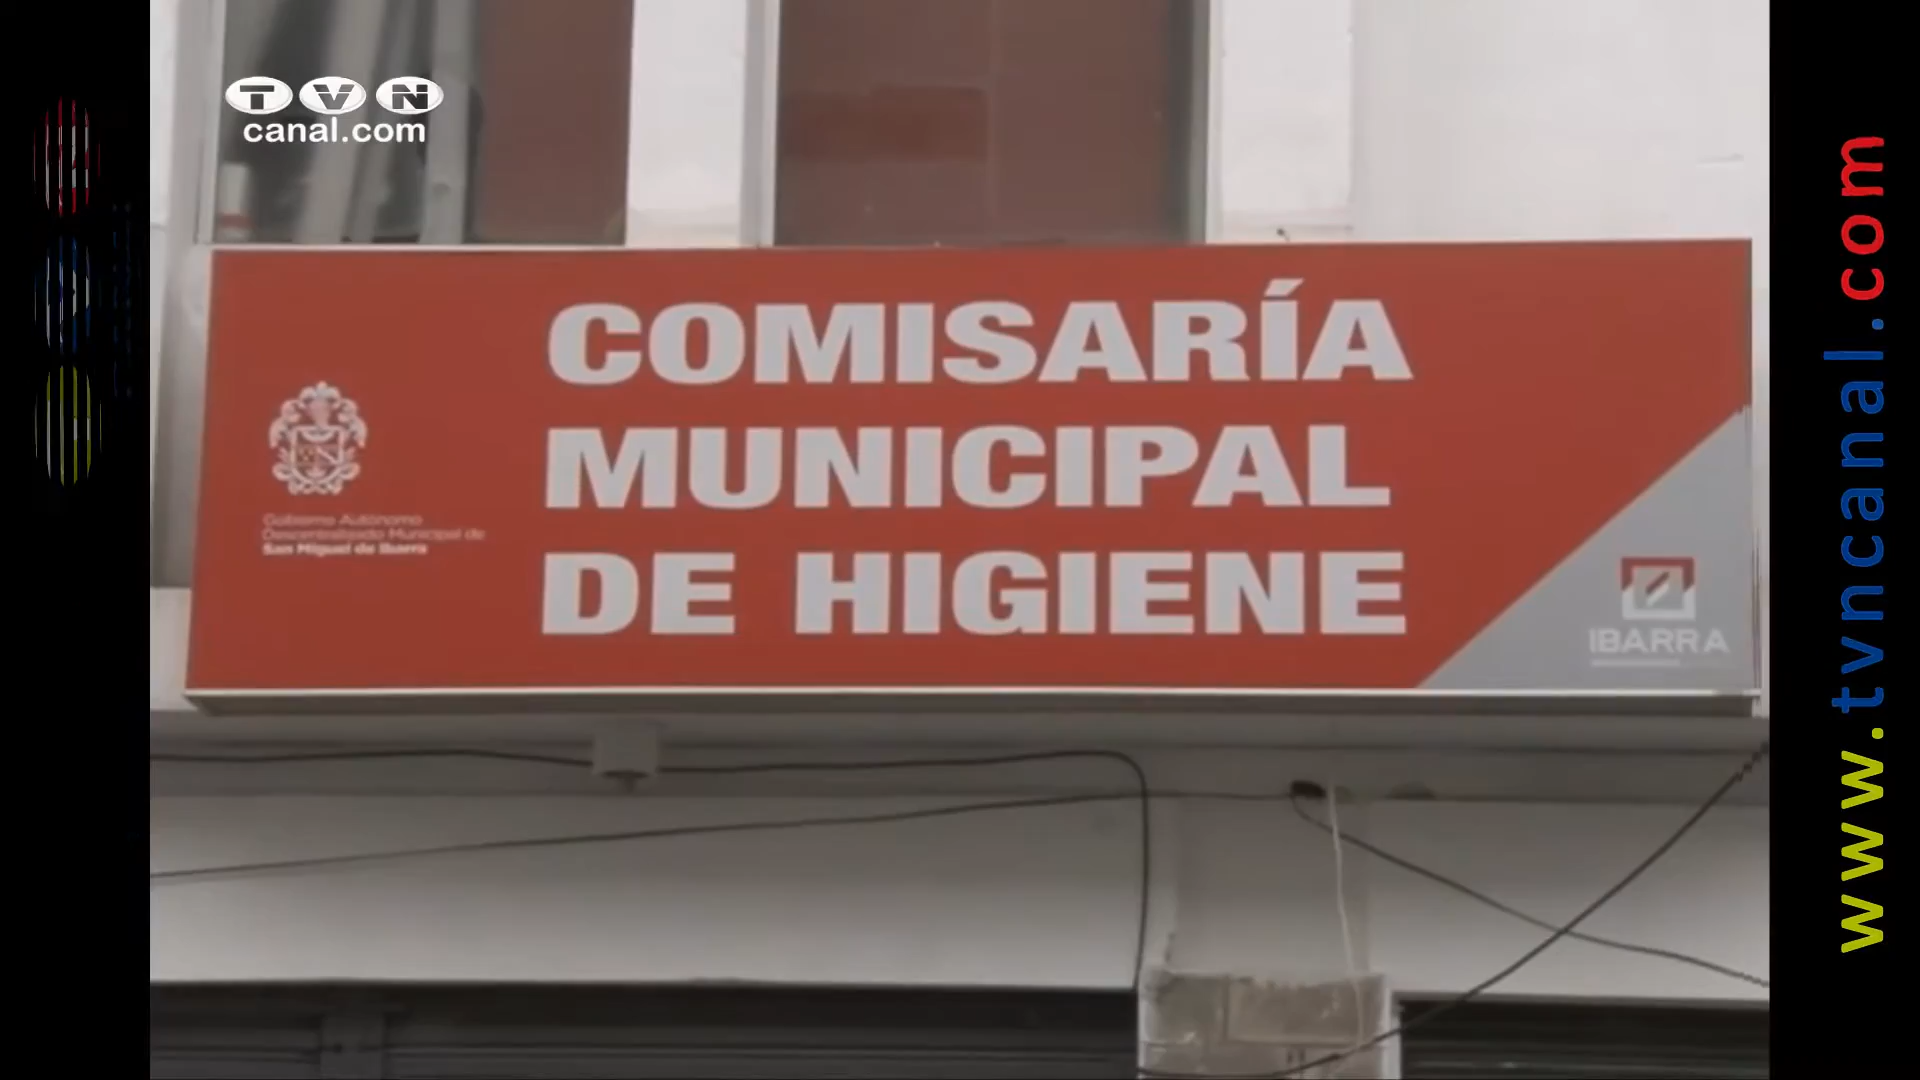 TVN
canal.com
COMISARÍA
MUNICIPAL
DE HIGIENE
Gobierno Autónomo
Descentralizado Municipal de
San Miguel de Ibarra
IBARRA
www.tvncanal.com